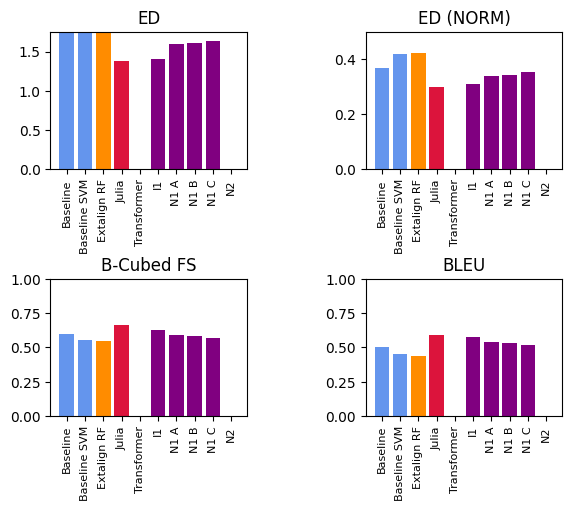 ED
1.5
1.0
0.5
0.0
Baseline
Baseline SVM
Extalign RF
Julia
Transformer
I1
N1 A
N1 B
N1 C
N2
ED (NORM)
0.4
0.2
0.0
Baseline
Baseline SVM
Extalign RF
Julia
Transformer
I1
N1 A
N1 B
N1 C
N2
B-Cubed FS
1.00
0.75
0.50
0.25
0.00
Baseline
Baseline SVM
Extalign RF
Julia
Transformer
I1
N1 A
N1 B
N1 C
N2
BLEU
1.00
0.75
0.50
0.25
0.00
Baseline
Baseline SVM
Extalign RF
Julia
Transformer
I1
N1 A
N1 B
N1 C
N2